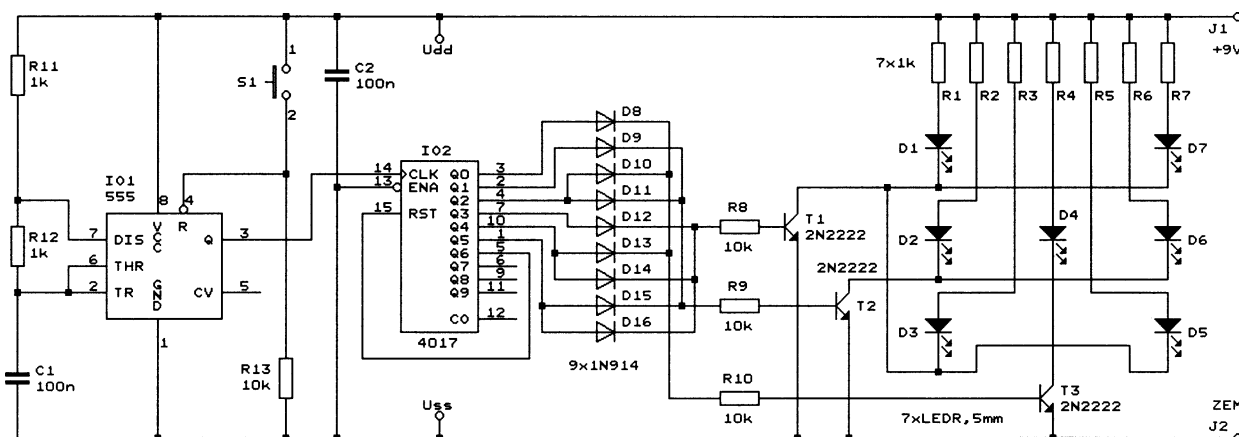 J1
+9V
Udd
R11
1k
S1
1
2
C2
100n
7x1k
R1
R2
R3
R4
R5
R6
R7
D8
D9
D10
D11
D12
D13
D14
D15
D16
9x1N914
D1
D7
IO1
555
8
4
VCC
R
7
DIS
Q
3
6
THR
2
TR
GND
CV
5
1
R12
1k
IO2
14
CLK
Q0
3
13
ENA
Q1
2
Q2
4
15
RST
Q3
7
Q4
10
Q5
1
Q6
5
Q7
6
Q8
9
Q9
11
CO
12
4017
R8
10k
T1
2N2222
D4
D2
D6
2N2222
R9
10k
T2
D3
D5
C1
100n
R13
10k
Uss
R10
10k
T3
2N2222
7xLEDR,5mm
ZEM
J2